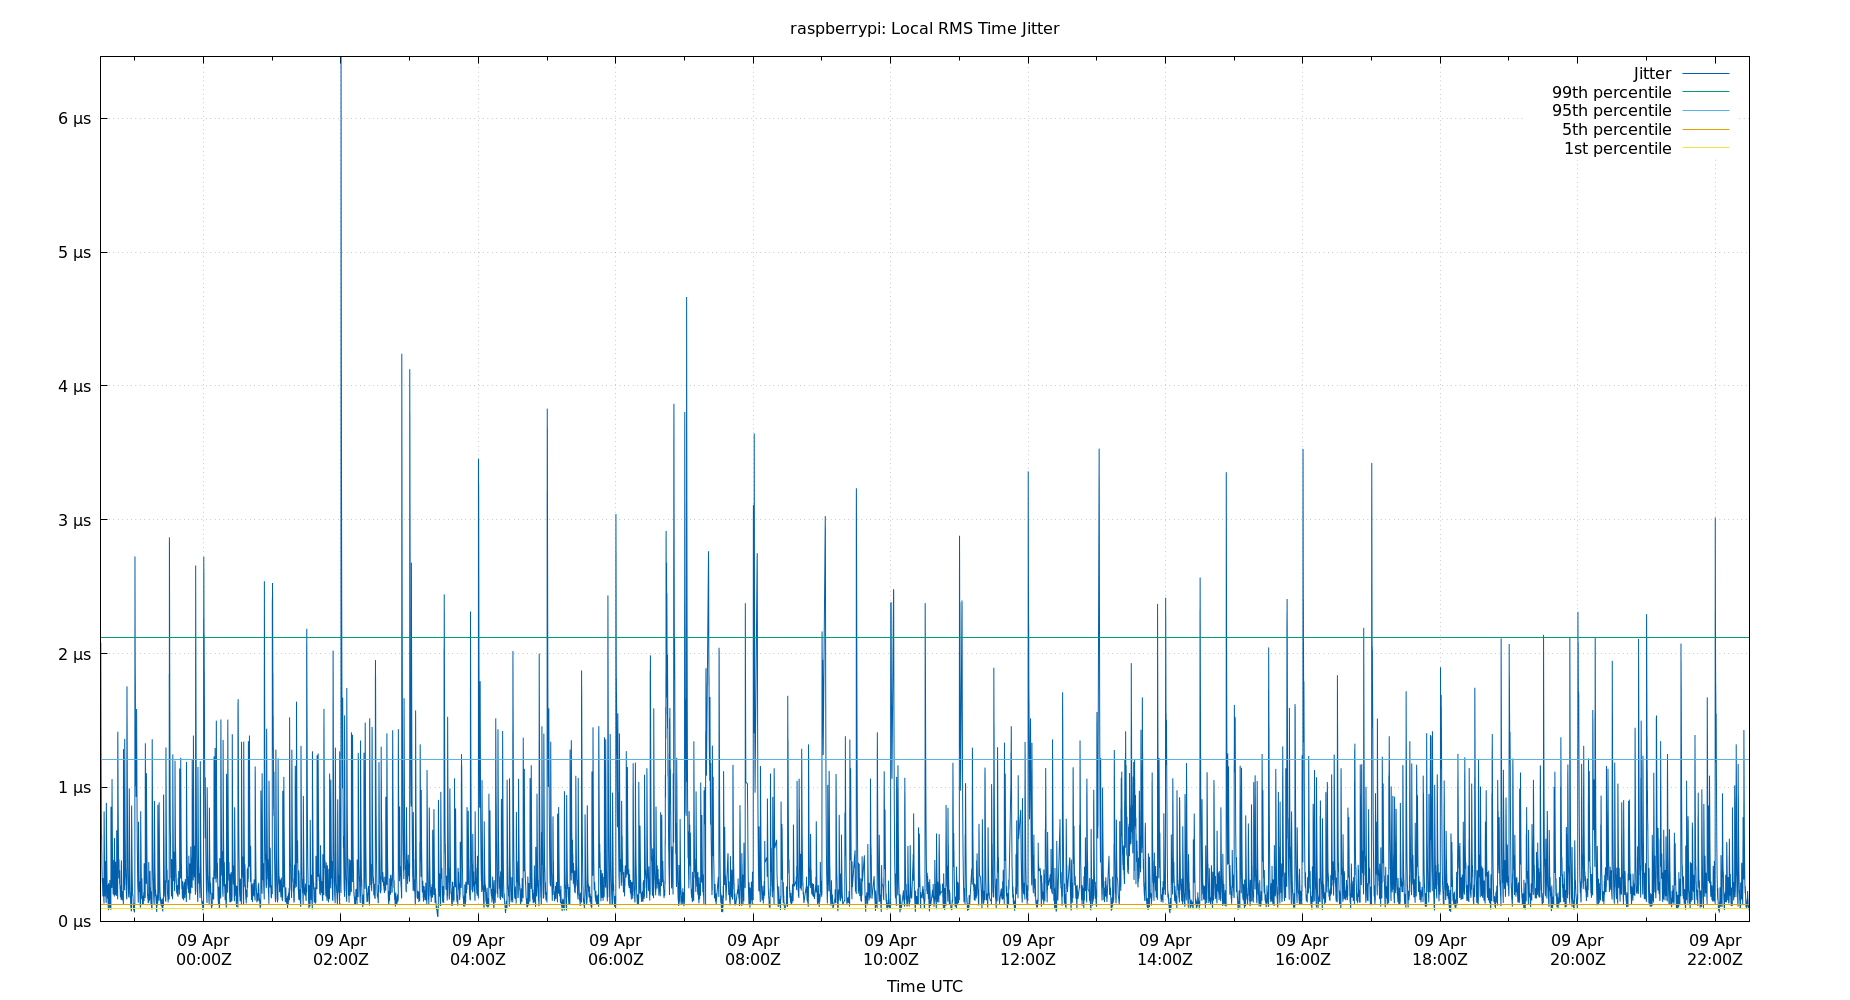 raspberrypi: Local RMS Time Jitter
Jitter
99th percentile
95th percentile
5th percentile
1st percentile
6 µs
5 µs
4 µs
3 µs
2 µs
1 µs
0 µs
09 Apr 09 Apr 09 Apr 09 Apr 09 Apr 09 Apr 09 Apr 09 Apr 09 Apr 09 Apr 09 Apr 09 Apr
00:00Z 02:00Z 04:00Z 06:00Z 08:00Z 10:00Z 12:00Z 14:00Z 16:00Z 18:00Z 20:00Z 22:00Z
Time UTC